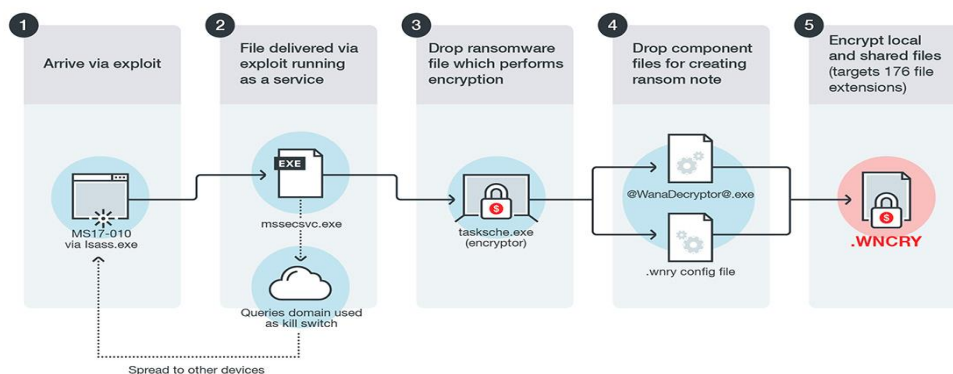 1
Arrive via exploit
MS17-010
via lsass.exe
2
File delivered via
exploit running
as a service
EXE
mssecsvc.exe
Queries domain used
as kill switch
Spread to other devices
3
Drop ransomware
file which performs
encryption
$
tasksche.exe
(encryptor)
4
Drop component
files for creating
ransom note
@WanaDecryptor@.exe
.wnry config file
5
Encrypt local
and shared files
(targets 176 file
extensions)
$
.WNCRY